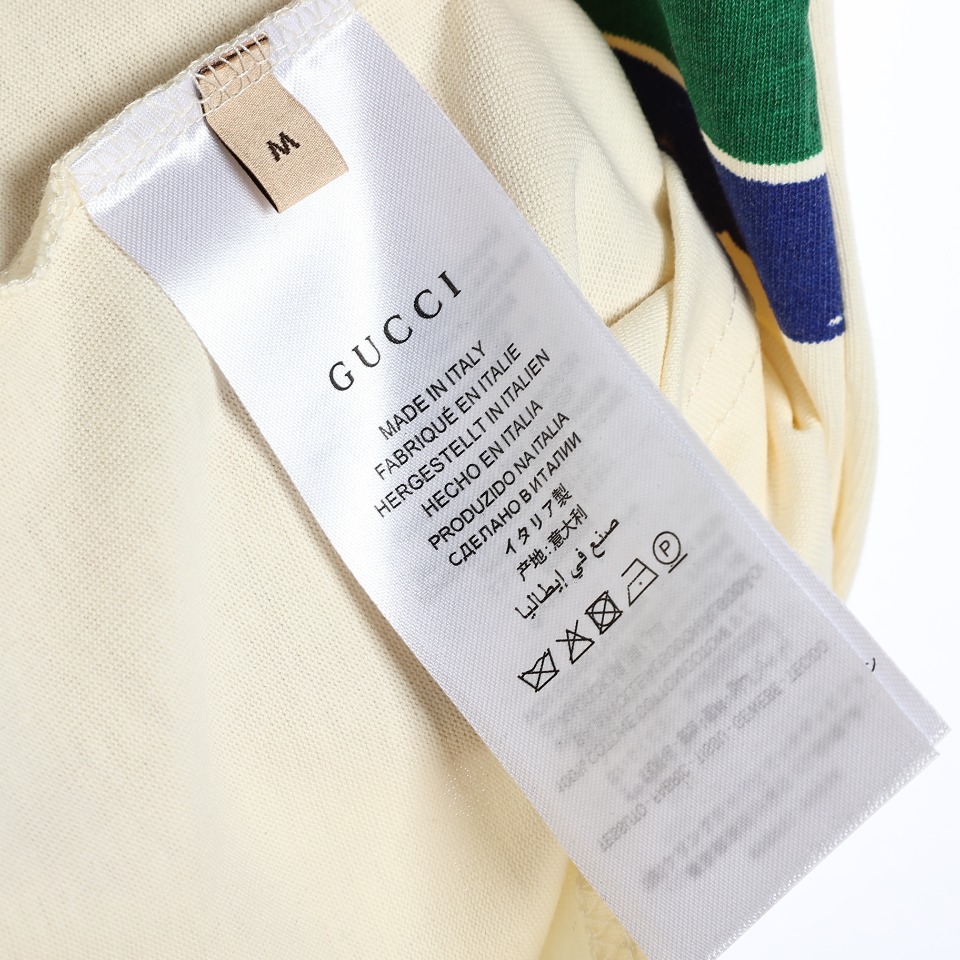 M
GUCCI
MADE IN ITALY
FABRIQUÉ EN ITALIE
HERGESTELLT IN ITALIEN
HECHO EN ITALIA
PRODUZIDO NA ITALIA
СДЕЛАНО В ИТАЛИИ
イタリア製
产地:意大利
صنع في إيطاليا
P